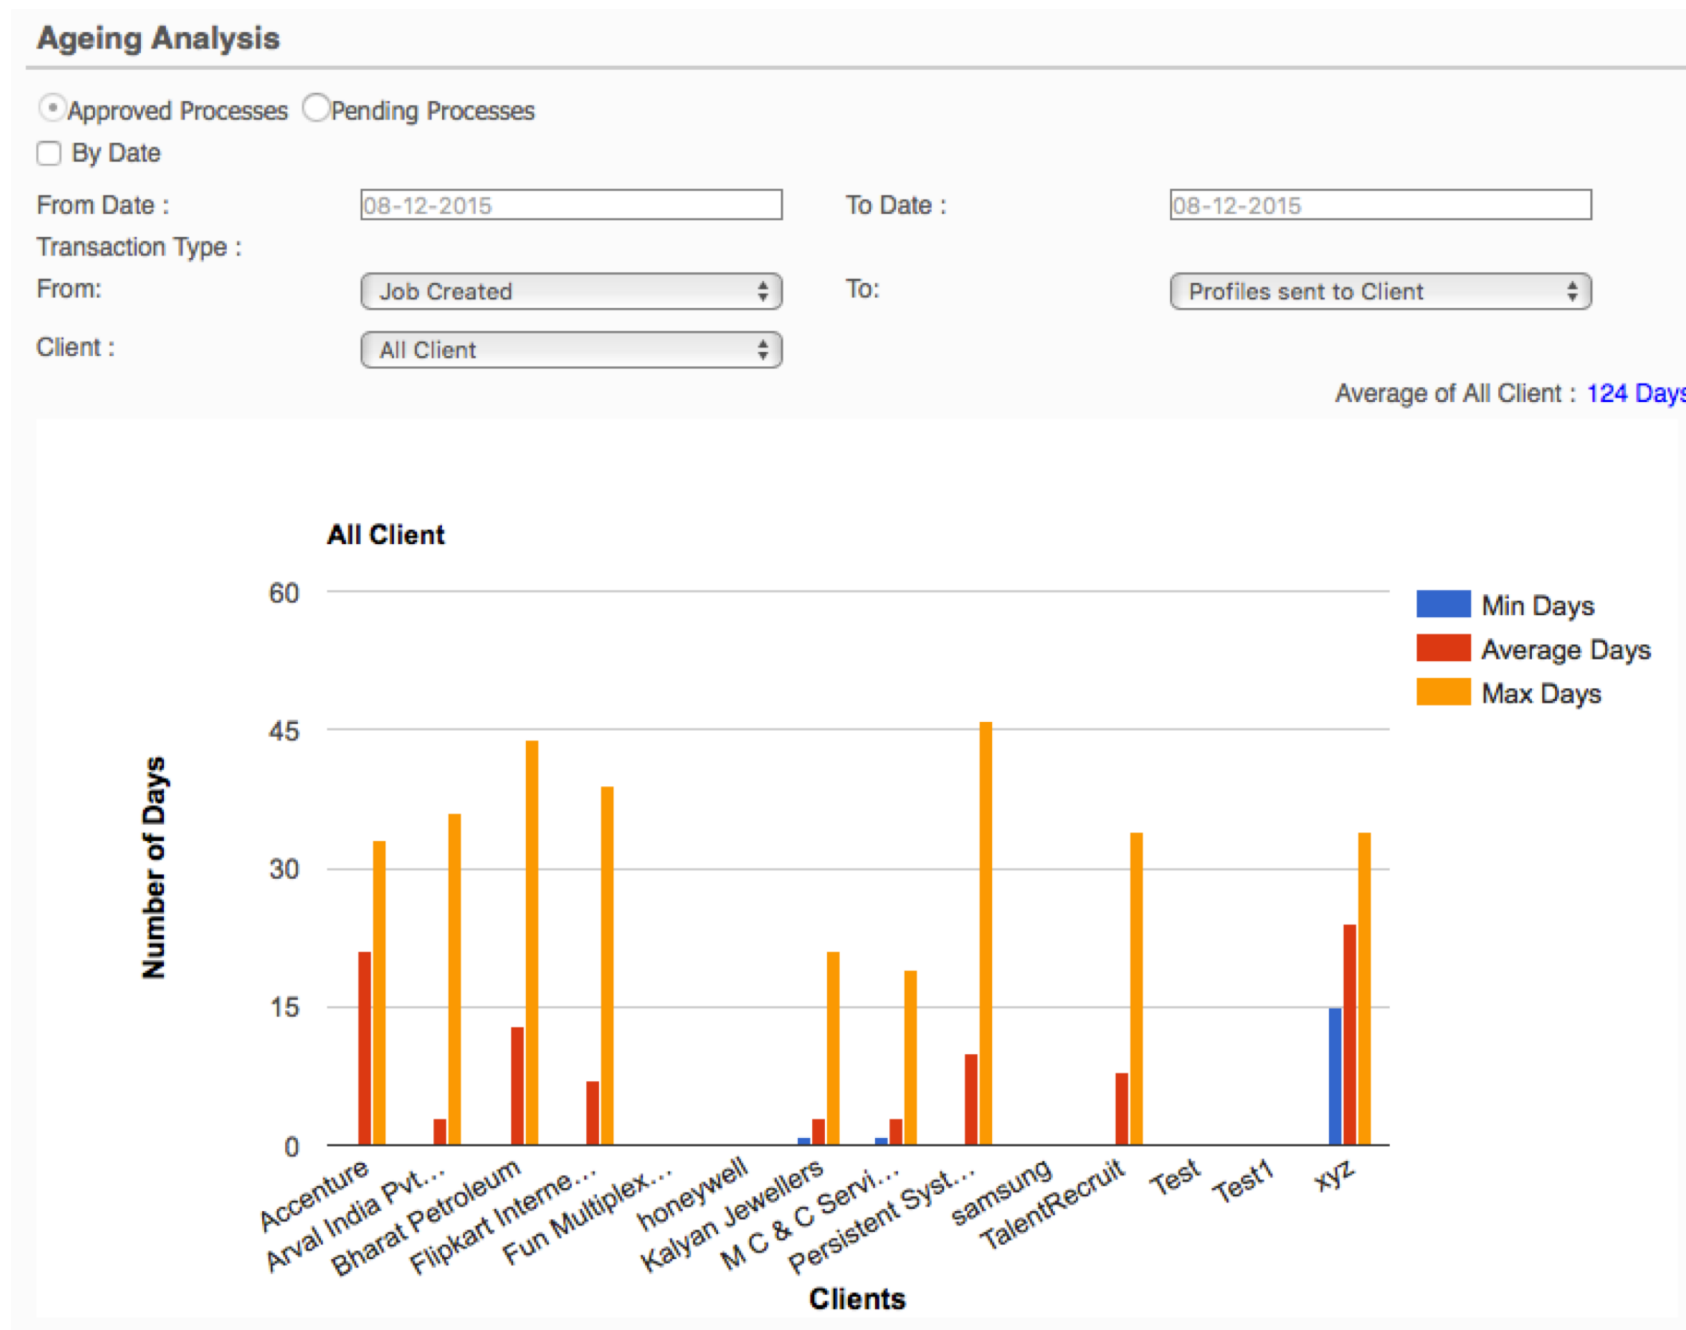 Ageing Analysis
Approved Processes Pending Processes
By Date
From Date : 08-12-2015 To Date : 08-12-2015
Transaction Type :
From: Job Created To: Profiles sent to Client
Client : All Client
Average of All Client : 124 Days
All Client
60
45
30
15
0
Number of Days
Min Days
Average Days
Max Days
Accenture
Arval India Pvt...
Bharat Petroleum
Flipkart Interne...
Fun Multiplex...
honeywell
Kalyan Jewellers
M C & C Servi...
Persistent Syst...
samsung
TalentRecruit
Test
Test1
xyz
Clients